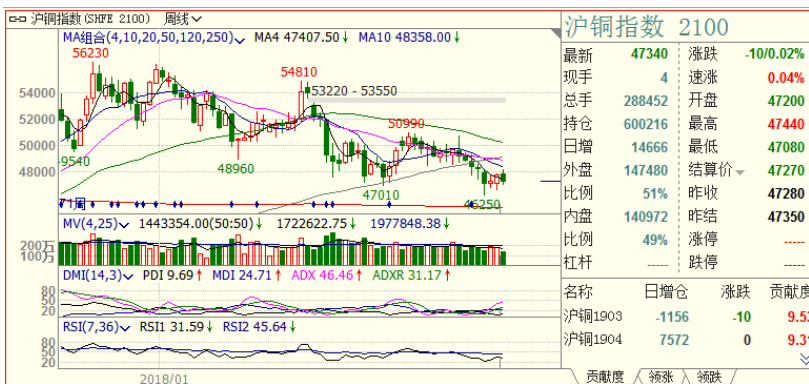 沪铜指数(SHFE 2100) 周线
MA组合(4,10,20,50,120,250) MA4 47407.50↓ MA10 48358.00↓
56230
54810
53220 - 53550
54000
52000
50990
50000
49540
48960
48000
47010
46250
71周
MV(4,25) 1443354.00(50:50)↓ 1722622.75↓ 1977848.38↓
200万
100万
DMI(14,3) PDI 9.69↑ MDI 24.71↑ ADX 46.46↑ ADXR 31.17↑
80
50
20
RSI(7,36) RSI1 31.59↓ RSI2 45.64↓
80
50
20
2018/01
沪铜指数 2100
最新 47340 涨跌 -10/0.02%
现手 4 速涨 0.04%
总手 288452 开盘 47200
持仓 600216 最高 47440
日增 14666 最低 47080
外盘 147480 结算价 47270
比例 51% 昨收 47280
内盘 140972 昨结 47350
比例 49% 涨停 -----
杠杆 ----- 跌停 -----
名称 日增仓 涨跌 贡献度
沪铜1903 -1156 -10 9.53
沪铜1904 7572 0 9.3
贡献度 领涨 领跌